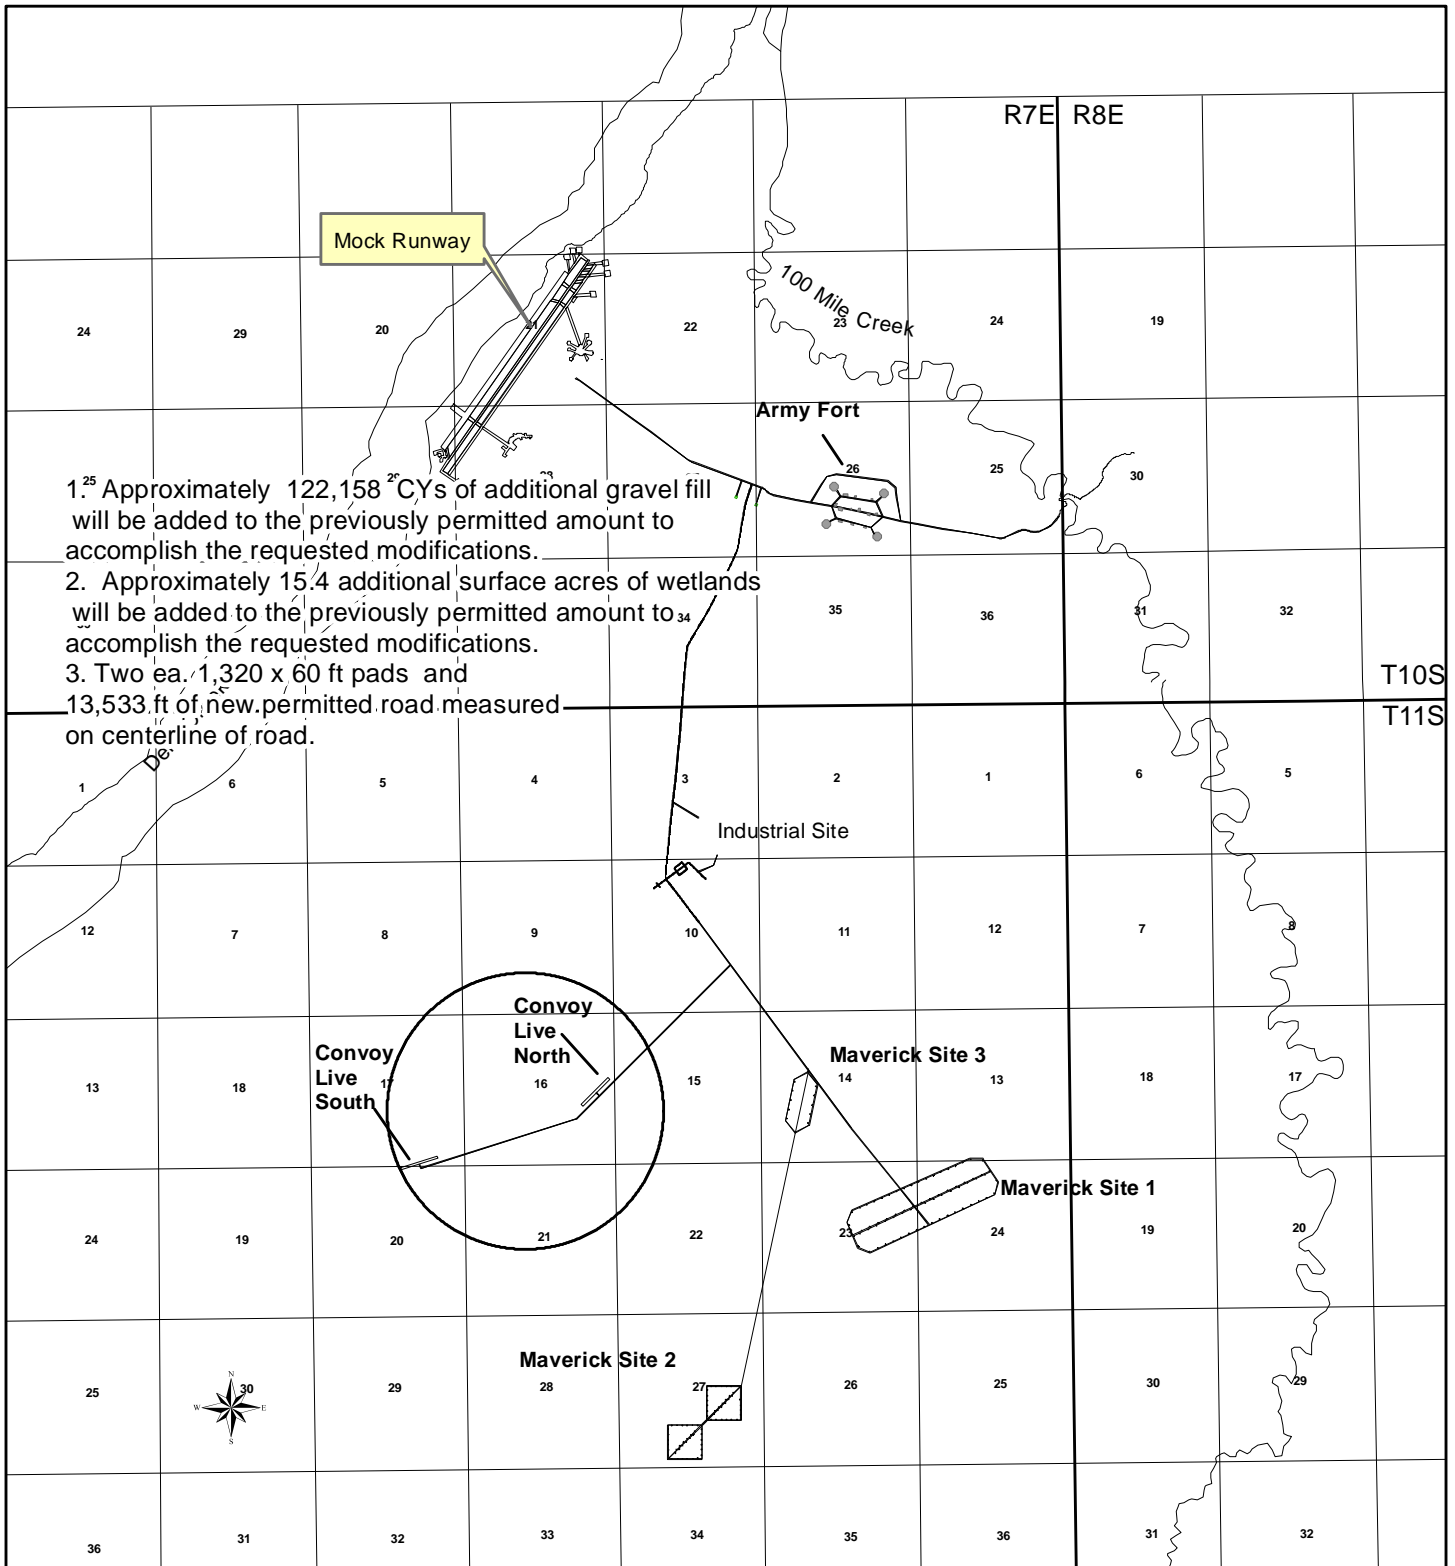 R7E R8E
Mock Runway
100 Mile Creek
24 29 20 21 22 23 24 19
Army Fort
26 25 30
1. Approximately 122,158 CYs of additional gravel fill
will be added to the previously permitted amount to
accomplish the requested modifications.
2. Approximately 15.4 additional surface acres of wetlands
will be added to the previously permitted amount to
accomplish the requested modifications.
3. Two ea. 1,320 x 60 ft pads and
13,533 ft of new permitted road measured
on centerline of road.
25 29 28
34 35 36 31 32
T10S
T11S
1 6 5 4 3 2 1 6 5
Industrial Site
12 7 8 9 10 11 12 7 8
Convoy
Live
North
Convoy
Live
South
Maverick Site 3
13 18 17 16 15 14 13 18 17
Maverick Site 1
24 19 20 21 22 23 24 19 20
Maverick Site 2
25 30 29 28 27 26 25 30 29
N
W E
S
36 31 32 33 34 35 36 31 32